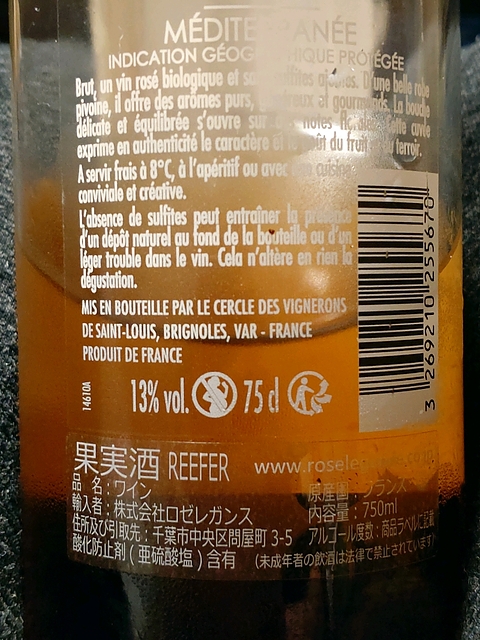 MÉDITERRANÉE
INDICATION GÉOGRAPHIQUE PROTÉGÉE
Brut, un vin rosé biologique et sans sulfites ajoutés. D'une belle robe
pivoine, il offre des arômes purs, généreux et gourmands. La bouche
délicate et équilibrée s'ouvre sur notes cette cuvée
exprime en authenticité le caractère et le goût du fruit du terroir.
A servir frais à 8°C, à l'apéritif ou avec cuisine
conviviale et créative.
L'absence de sulfites peut entraîner la présence
d'un dépôt naturel au fond de la bouteille ou d'un
léger trouble dans le vin. Cela n'altère en rien la
dégustation.
MIS EN BOUTEILLE PAR LE CERCLE DES VIGNERONS
DE SAINT-LOUIS, BRIGNOLES, VAR - FRANCE
PRODUIT DE FRANCE
14610A
13% vol. 75 cl
3 269210 255670
果実酒 REEFER www.roselegance.co
品 名：ワイン 原産国：フランス
輸入者：株式会社ロゼレガンス 内容量：750ml
住所及び引取先：千葉市中央区問屋町 3-5 アルコール度数：商品ラベルに記載
酸化防止剤 ( 亜硫酸塩 ) 含有 (未成年者の飲酒は法律で禁止されています)